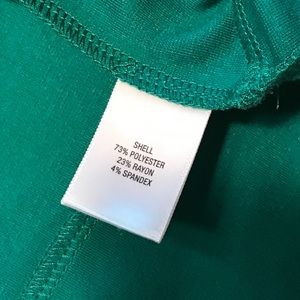 SHELL
73% POLYESTER
23% RAYON
4% SPANDEX